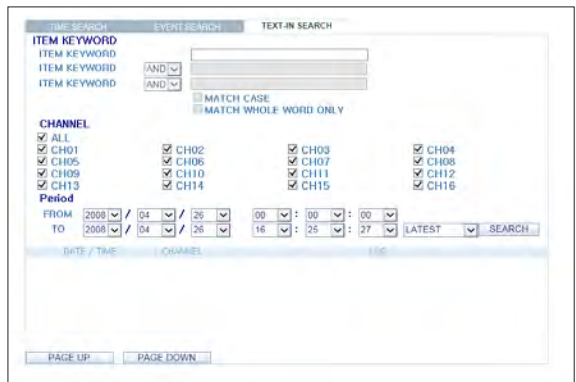 TIME SEARCH EVENT SEARCH TEXT-IN SEARCH
ITEM KEYWORD
ITEM KEYWORD
ITEM KEYWORD AND
ITEM KEYWORD AND
MATCH CASE
MATCH WHOLE WORD ONLY
CHANNEL
ALL
CH01 CH02 CH03 CH04
CH05 CH06 CH07 CH08
CH09 CH10 CH11 CH12
CH13 CH14 CH15 CH16
Period
FROM 2008 / 04 / 26 00 : 00 : 00
TO 2008 / 04 / 26 16 : 25 : 27 LATEST SEARCH
DATE / TIME CHANNEL LOG
PAGE UP PAGE DOWN